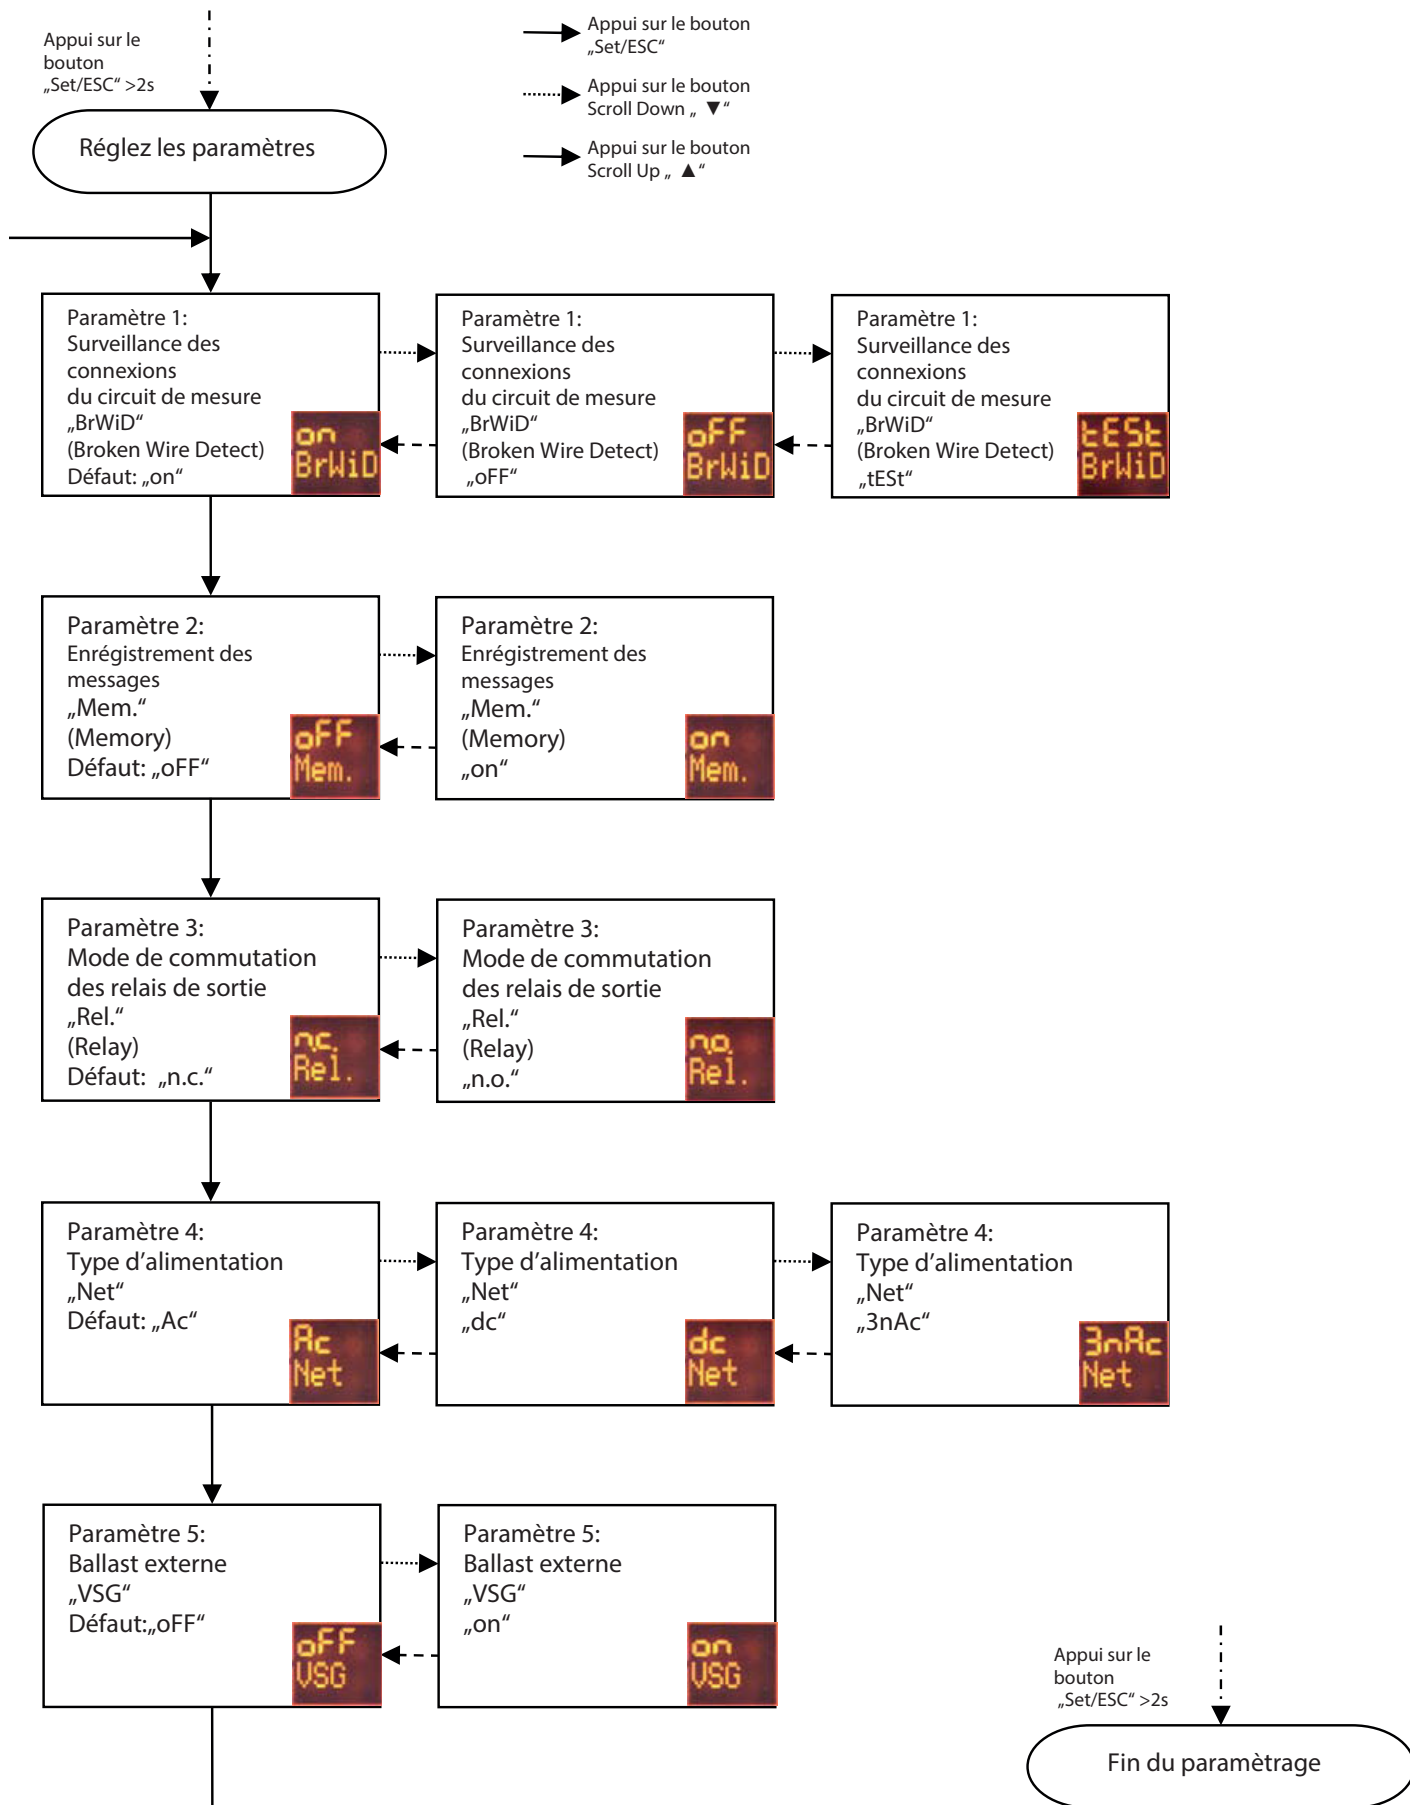 Appui sur le
bouton
„Set/ESC“ >2s
Appui sur le bouton
„Set/ESC“
Appui sur le bouton
Scroll Down „ ▼“
Appui sur le bouton
Scroll Up „ ▲“
Réglez les paramètres
Paramètre 1:
Surveillance des
connexions
du circuit de mesure
„BrWiD“
(Broken Wire Detect)
Défaut: „on“
on
BrWiD
Paramètre 1:
Surveillance des
connexions
du circuit de mesure
„BrWiD“
(Broken Wire Detect)
„oFF“
oFF
BrWiD
Paramètre 1:
Surveillance des
connexions
du circuit de mesure
„BrWiD“
(Broken Wire Detect)
„tESt“
tESt
BrWiD
Paramètre 2:
Enrégistrement des
messages
„Mem.“
(Memory)
Défaut: „oFF“
oFF
Mem.
Paramètre 2:
Enrégistrement des
messages
„Mem.“
(Memory)
„on“
on
Mem.
Paramètre 3:
Mode de commutation
des relais de sortie
„Rel.“
(Relay)
Défaut: „n.c.“
n.c.
Rel.
Paramètre 3:
Mode de commutation
des relais de sortie
„Rel.“
(Relay)
„n.o.“
n.o.
Rel.
Paramètre 4:
Type d’alimentation
„Net“
Défaut: „Ac“
Ac
Net
Paramètre 4:
Type d’alimentation
„Net“
„dc“
dc
Net
Paramètre 4:
Type d’alimentation
„Net“
„3nAc“
3nAc
Net
Paramètre 5:
Ballast externe
„VSG“
Défaut:„oFF“
oFF
VSG
Paramètre 5:
Ballast externe
„VSG“
„on“
on
VSG
Appui sur le
bouton
„Set/ESC“ >2s
Fin du paramètrage